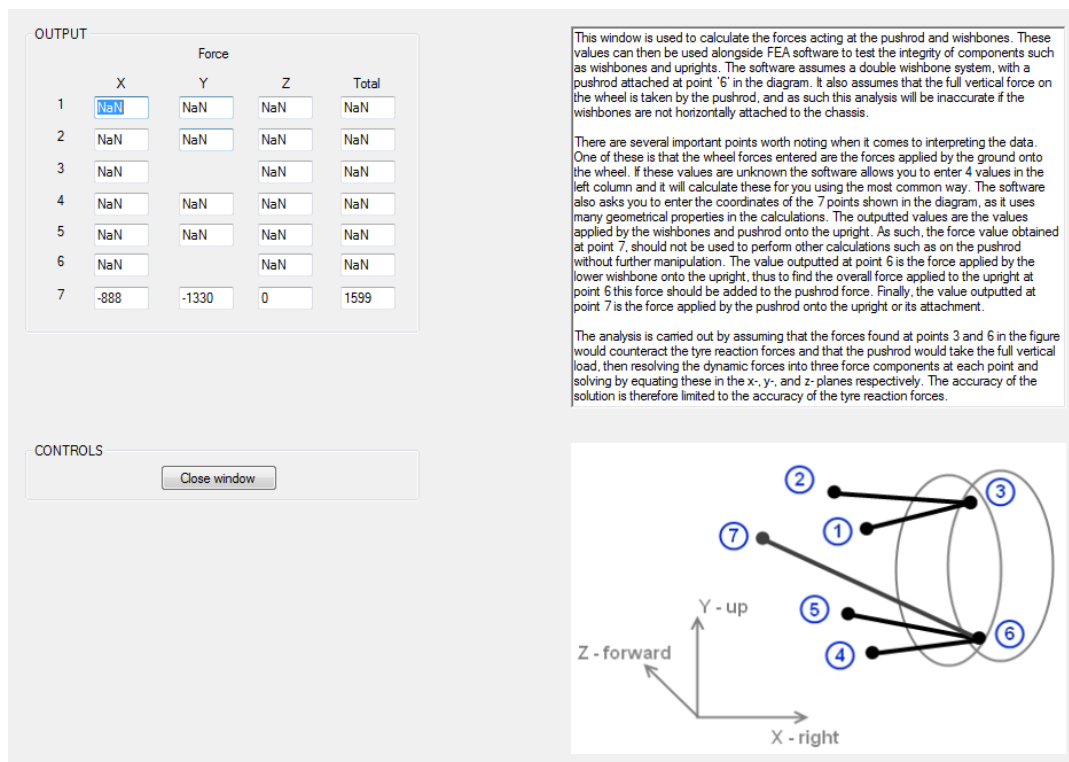 OUTPUT
Force
X Y Z Total
1 NaN NaN NaN NaN
2 NaN NaN NaN NaN
3 NaN NaN NaN
4 NaN NaN NaN NaN
5 NaN NaN NaN NaN
6 NaN NaN NaN
7 -888 -1330 0 1599
This window is used to calculate the forces acting at the pushrod and wishbones. These
values can then be used alongside FEA software to test the integrity of components such
as wishbones and uprights. The software assumes a double wishbone system, with a
pushrod attached at point '6' in the diagram. It also assumes that the full vertical force on
the wheel is taken by the pushrod, and as such this analysis will be inaccurate if the
wishbones are not horizontally attached to the chassis.
There are several important points worth noting when it comes to interpreting the data.
One of these is that the wheel forces entered are the forces applied by the ground onto
the wheel. If these values are unknown the software allows you to enter 4 values in the
left column and it will calculate these for you using the most common way. The software
also asks you to enter the coordinates of the 7 points shown in the diagram, as it uses
many geometrical properties in the calculations. The outputted values are the values
applied by the wishbones and pushrod onto the upright. As such, the force value obtained
at point 7, should not be used to perform other calculations such as on the pushrod
without further manipulation. The value outputted at point 6 is the force applied by the
lower wishbone onto the upright, thus to find the overall force applied to the upright at
point 6 this force should be added to the pushrod force. Finally, the value outputted at
point 7 is the force applied by the pushrod onto the upright or its attachment.
The analysis is carried out by assuming that the forces found at points 3 and 6 in the figure
would counteract the tyre reaction forces and that the pushrod would take the full vertical
load, then resolving the dynamic forces into three force components at each point and
solving by equating these in the x-, y-, and z- planes respectively. The accuracy of the
solution is therefore limited to the accuracy of the tyre reaction forces.
CONTROLS
Close window
2
3
1
7
5
6
4
Y - up
Z - forward
X - right